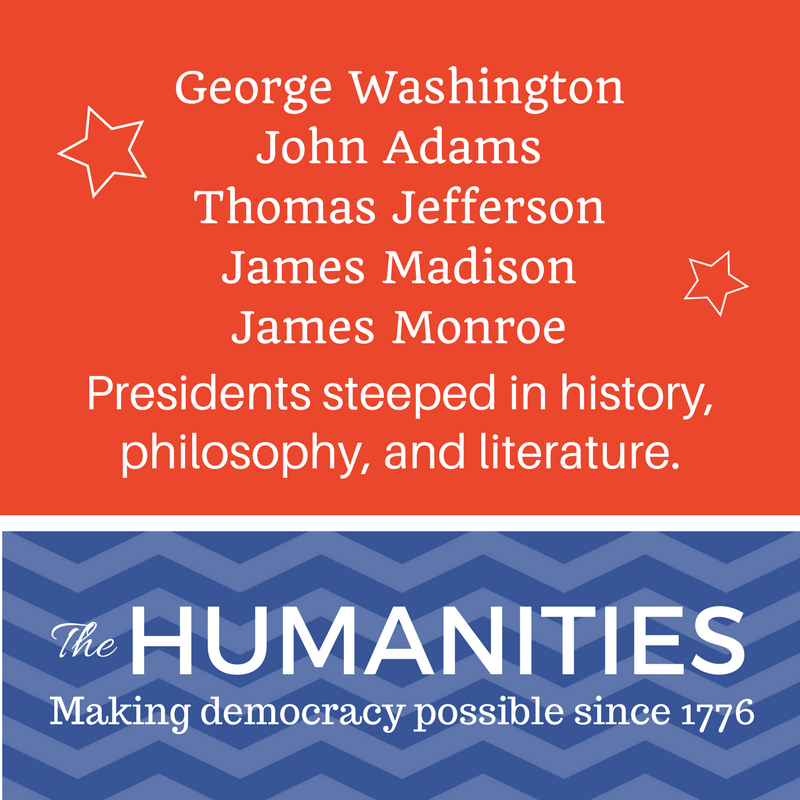 George Washington
John Adams
Thomas Jefferson
James Madison
James Monroe
Presidents steeped in history,
philosophy, and literature.
The HUMANITIES
Making democracy possible since 1776